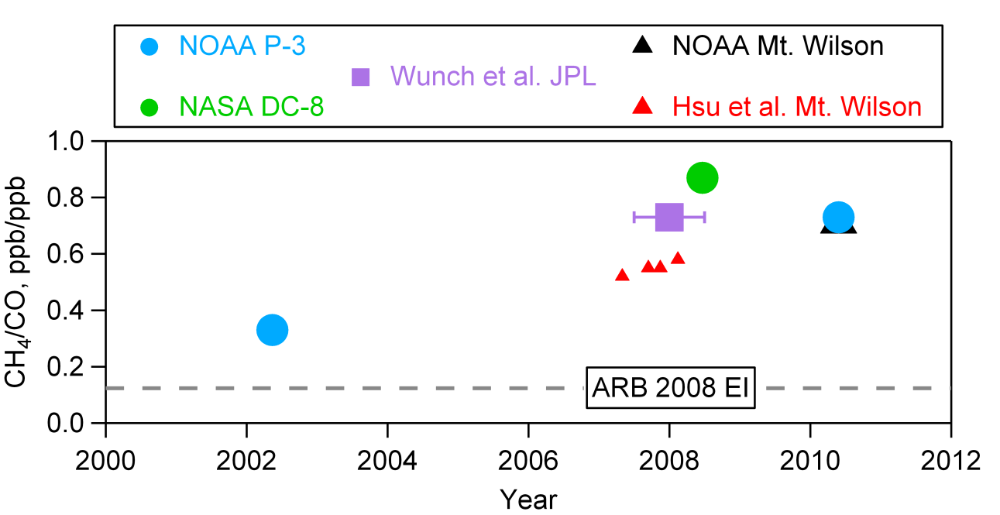 NOAA P-3
NOAA Mt. Wilson
Wunch et al. JPL
NASA DC-8
Hsu et al. Mt. Wilson
CH₄/CO, ppb/ppb
1.0
0.8
0.6
0.4
0.2
0.0
ARB 2008 EI
2000 2002 2004 2006 2008 2010 2012
Year